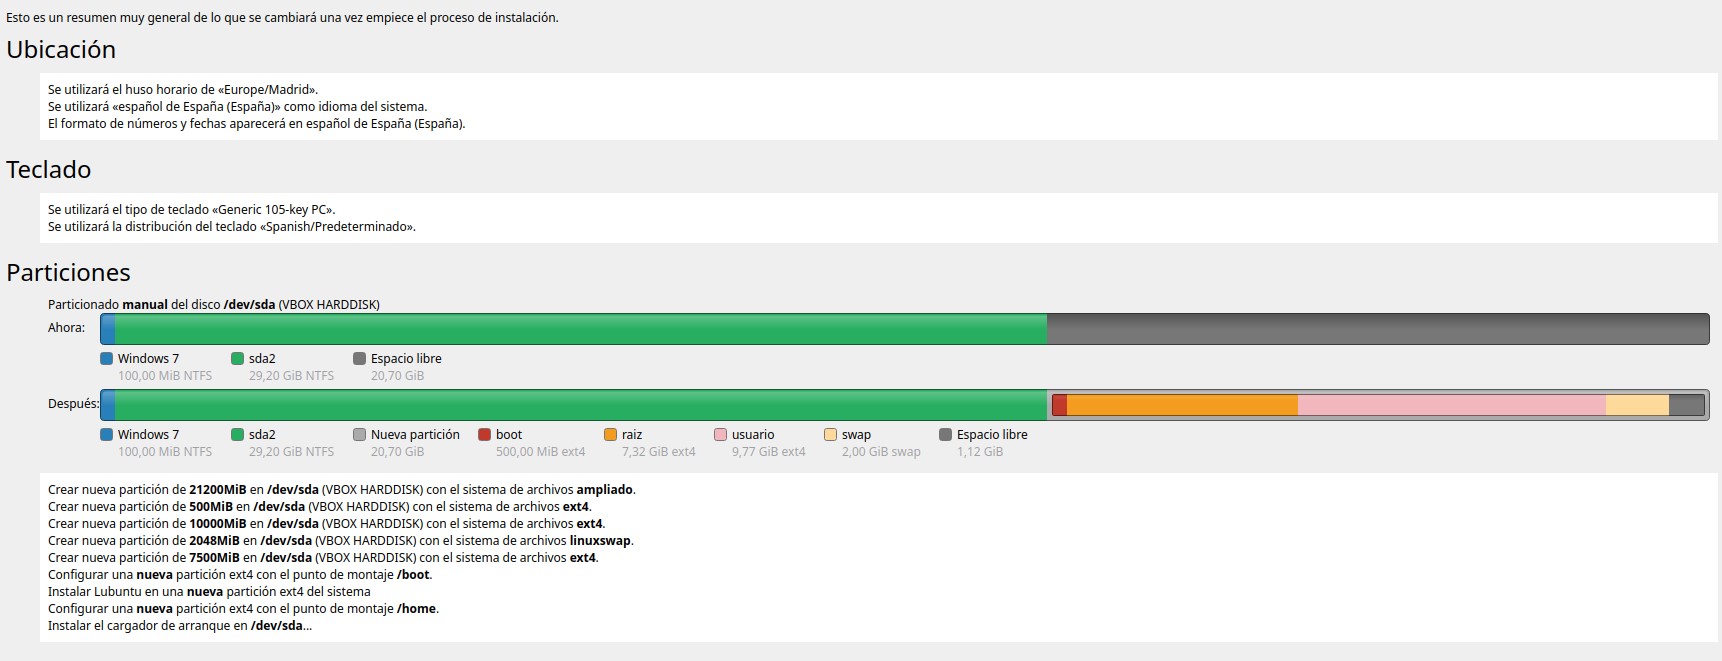 Esto es un resumen muy general de lo que se cambiará una vez empiece el proceso de instalación.
Ubicación
Se utilizará el huso horario de «Europe/Madrid».
Se utilizará «español de España (España)» como idioma del sistema.
El formato de números y fechas aparecerá en español de España (España).
Teclado
Se utilizará el tipo de teclado «Generic 105-key PC».
Se utilizará la distribución del teclado «Spanish/Predeterminado».
Particiones
Particionado manual del disco /dev/sda (VBOX HARDDISK)
Ahora:
Windows 7 sda2 Espacio libre
100,00 MiB NTFS 29,20 GiB NTFS 20,70 GiB
Después:
Windows 7 sda2 Nueva partición boot raiz usuario swap Espacio libre
100,00 MiB NTFS 29,20 GiB NTFS 20,70 GiB 500,00 MiB ext4 7,32 GiB ext4 9,77 GiB ext4 2,00 GiB swap 1,12 GiB
Crear nueva partición de 21200MiB en /dev/sda (VBOX HARDDISK) con el sistema de archivos ampliado.
Crear nueva partición de 500MiB en /dev/sda (VBOX HARDDISK) con el sistema de archivos ext4.
Crear nueva partición de 10000MiB en /dev/sda (VBOX HARDDISK) con el sistema de archivos ext4.
Crear nueva partición de 2048MiB en /dev/sda (VBOX HARDDISK) con el sistema de archivos linuxswap.
Crear nueva partición de 7500MiB en /dev/sda (VBOX HARDDISK) con el sistema de archivos ext4.
Configurar una nueva partición ext4 con el punto de montaje /boot.
Instalar Lubuntu en una nueva partición ext4 del sistema
Configurar una nueva partición ext4 con el punto de montaje /home.
Instalar el cargador de arranque en /dev/sda...